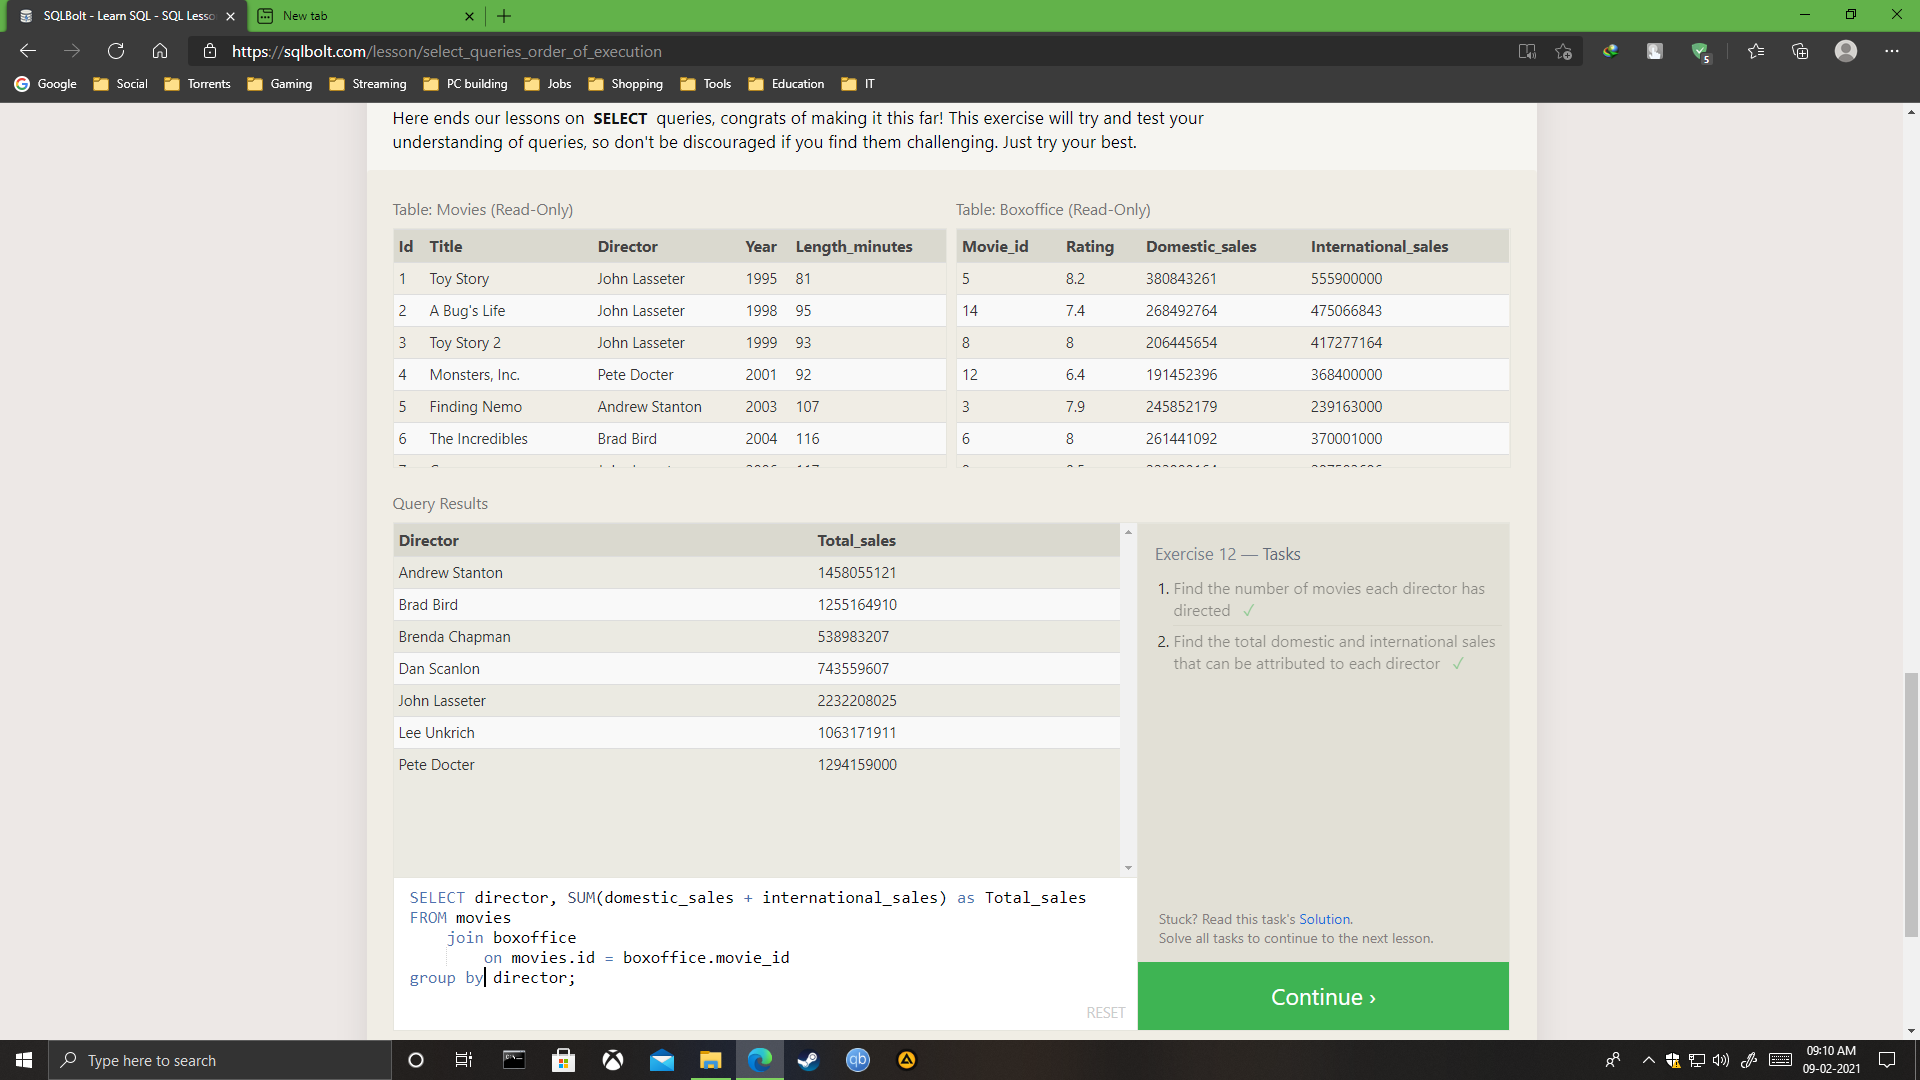 SQLBolt - Learn SQL - SQL Lesso
New tab
https://sqlbolt.com/lesson/select_queries_order_of_execution
5
Google Social Torrents Gaming Streaming PC building Jobs Shopping Tools Education IT
Here ends our lessons on SELECT queries, congrats of making it this far! This exercise will try and test your
understanding of queries, so don't be discouraged if you find them challenging. Just try your best.
Table: Movies (Read-Only)
Id Title Director Year Length_minutes
1 Toy Story John Lasseter 1995 81
2 A Bug's Life John Lasseter 1998 95
3 Toy Story 2 John Lasseter 1999 93
4 Monsters, Inc. Pete Docter 2001 92
5 Finding Nemo Andrew Stanton 2003 107
6 The Incredibles Brad Bird 2004 116
Table: Boxoffice (Read-Only)
Movie_id Rating Domestic_sales International_sales
5 8.2 380843261 555900000
14 7.4 268492764 475066843
8 8 206445654 417277164
12 6.4 191452396 368400000
3 7.9 245852179 239163000
6 8 261441092 370001000
Query Results
Director Total_sales
Andrew Stanton 1458055121
Brad Bird 1255164910
Brenda Chapman 538983207
Dan Scanlon 743559607
John Lasseter 2232208025
Lee Unkrich 1063171911
Pete Docter 1294159000
Exercise 12 — Tasks
1. Find the number of movies each director has
directed ✓
2. Find the total domestic and international sales
that can be attributed to each director ✓
SELECT director, SUM(domestic_sales + international_sales) as Total_sales
FROM movies
join boxoffice
on movies.id = boxoffice.movie_id
group by director;
RESET
Stuck? Read this task's Solution.
Solve all tasks to continue to the next lesson.
Continue ›
Type here to search
qb
09:10 AM
09-02-2021